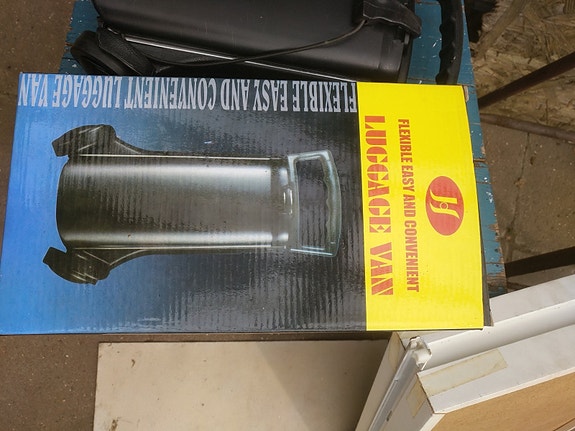 FLEXIBLE EASY AND CONVENIENT
LUGGAGE VAN
FLEXIBLE EASY AND CONVENIENT LUGGAGE VAN